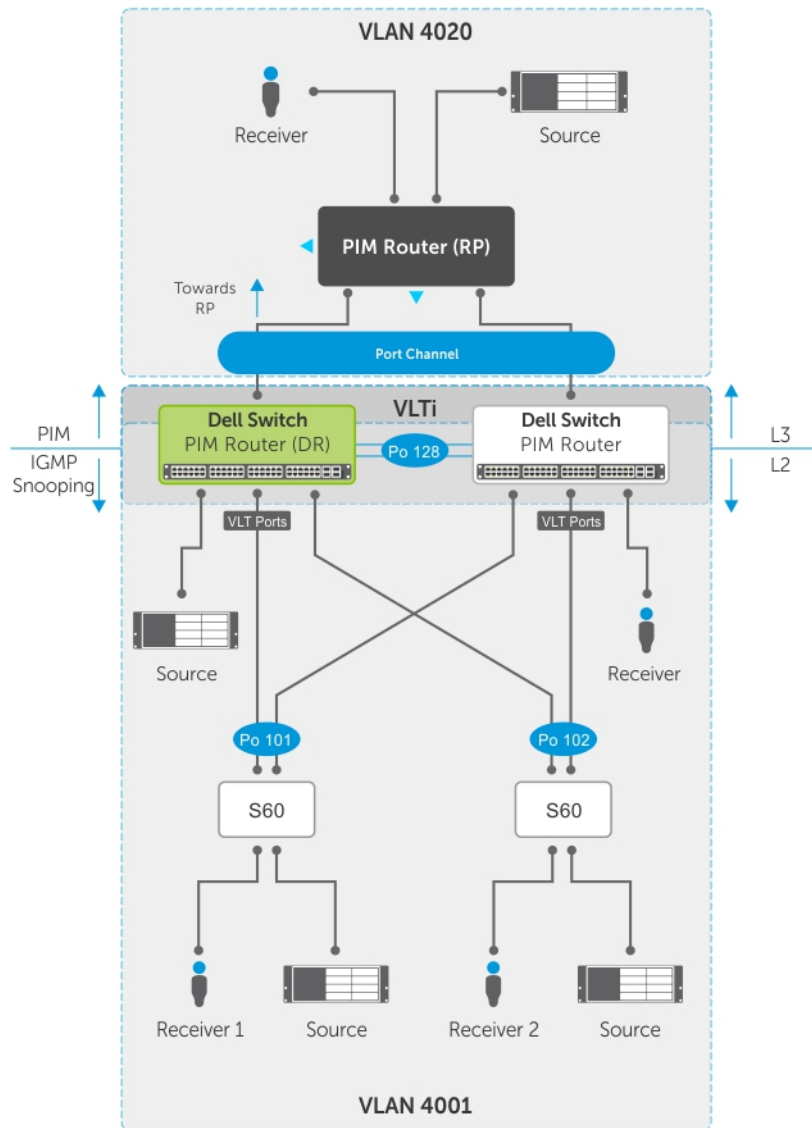 VLAN 4020
Receiver
Source
PIM Router (RP)
Towards
RP
Port Channel
VLTi
Dell Switch
PIM Router (DR)
Po 128
Dell Switch
PIM Router
PIM
IGMP
Snooping
L3
L2
VLT Ports
VLT Ports
Source
Receiver
Po 101
Po 102
S60
S60
Receiver 1
Source
Receiver 2
Source
VLAN 4001